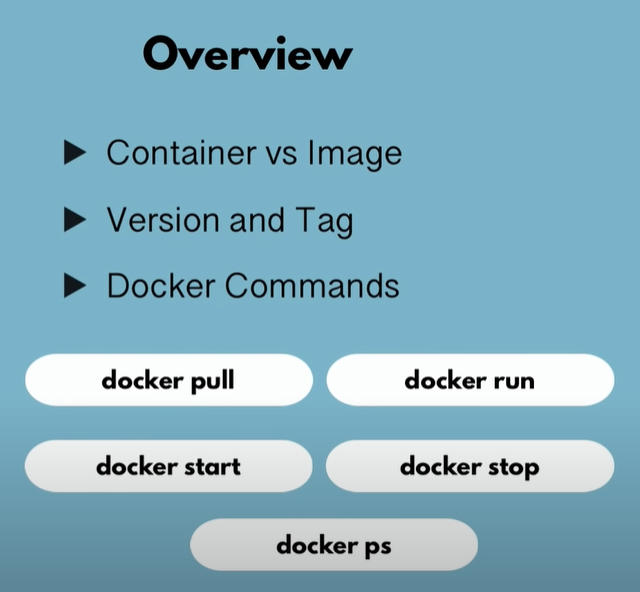 Overview
Container vs Image
Version and Tag
Docker Commands
docker pull
docker run
docker start
docker stop
docker ps